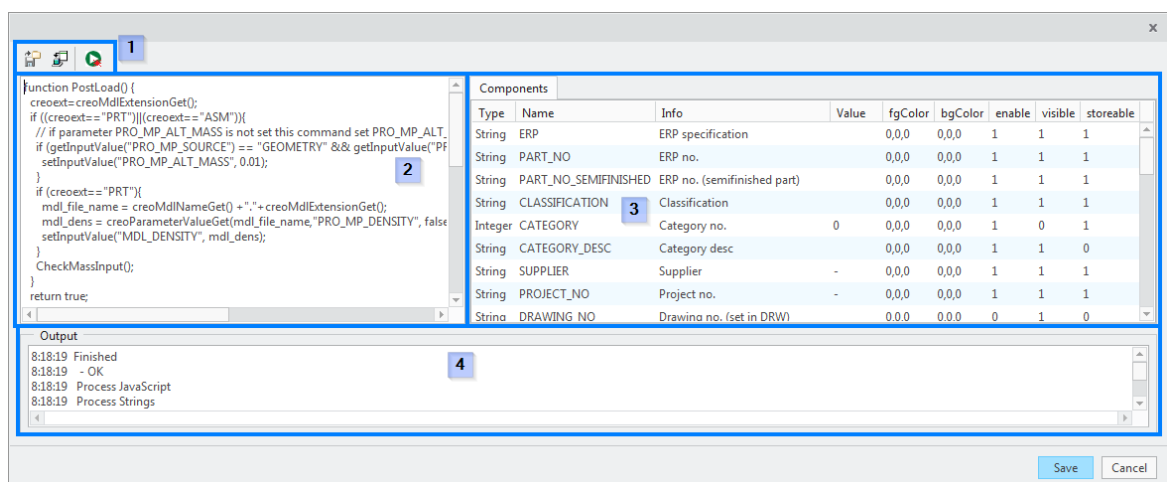 x
1
function PostLoad() {
creoext=creoMdlExtensionGet();
if ((creoext=="PRT")||(creoext=="ASM")){
// if parameter PRO_MP_ALT_MASS is not set this command set PRO_MP_ALT_
if (getInputValue("PRO_MP_SOURCE") == "GEOMETRY" && getInputValue("PF
setInputValue("PRO_MP_ALT_MASS", 0.01);
}
if (creoext=="PRT"){
mdl_file_name = creoMdlNameGet() +"."+creoMdlExtensionGet();
mdl_dens = creoParameterValueGet(mdl_file_name,"PRO_MP_DENSITY", false
setInputValue("MDL_DENSITY", mdl_dens);
}
CheckMassInput();
}
return true;
2
Components
Type Name Info Value fgColor bgColor enable visible storeable
String ERP ERP specification 0,0,0 0,0,0 1 1 1
String PART_NO ERP no. 0,0,0 0,0,0 1 1 1
String PART_NO_SEMIFINISHED ERP no. (semifinished part) 0,0,0 0,0,0 1 1 1
String CLASSIFICATION Classification 0,0,0 0,0,0 1 1 1
Integer CATEGORY Category no. 0 0,0,0 0,0,0 1 0 1
String CATEGORY_DESC Category desc 0,0,0 0,0,0 1 1 0
String SUPPLIER Supplier - 0,0,0 0,0,0 1 1 1
String PROJECT_NO Project no. - 0,0,0 0,0,0 1 1 1
String DRAWING_NO Drawing no. (set in DRW) 0,0,0 0,0,0 0 1 0
3
Output
8:18:19 Finished
8:18:19 - OK
8:18:19 Process JavaScript
8:18:19 Process Strings
4
Save Cancel